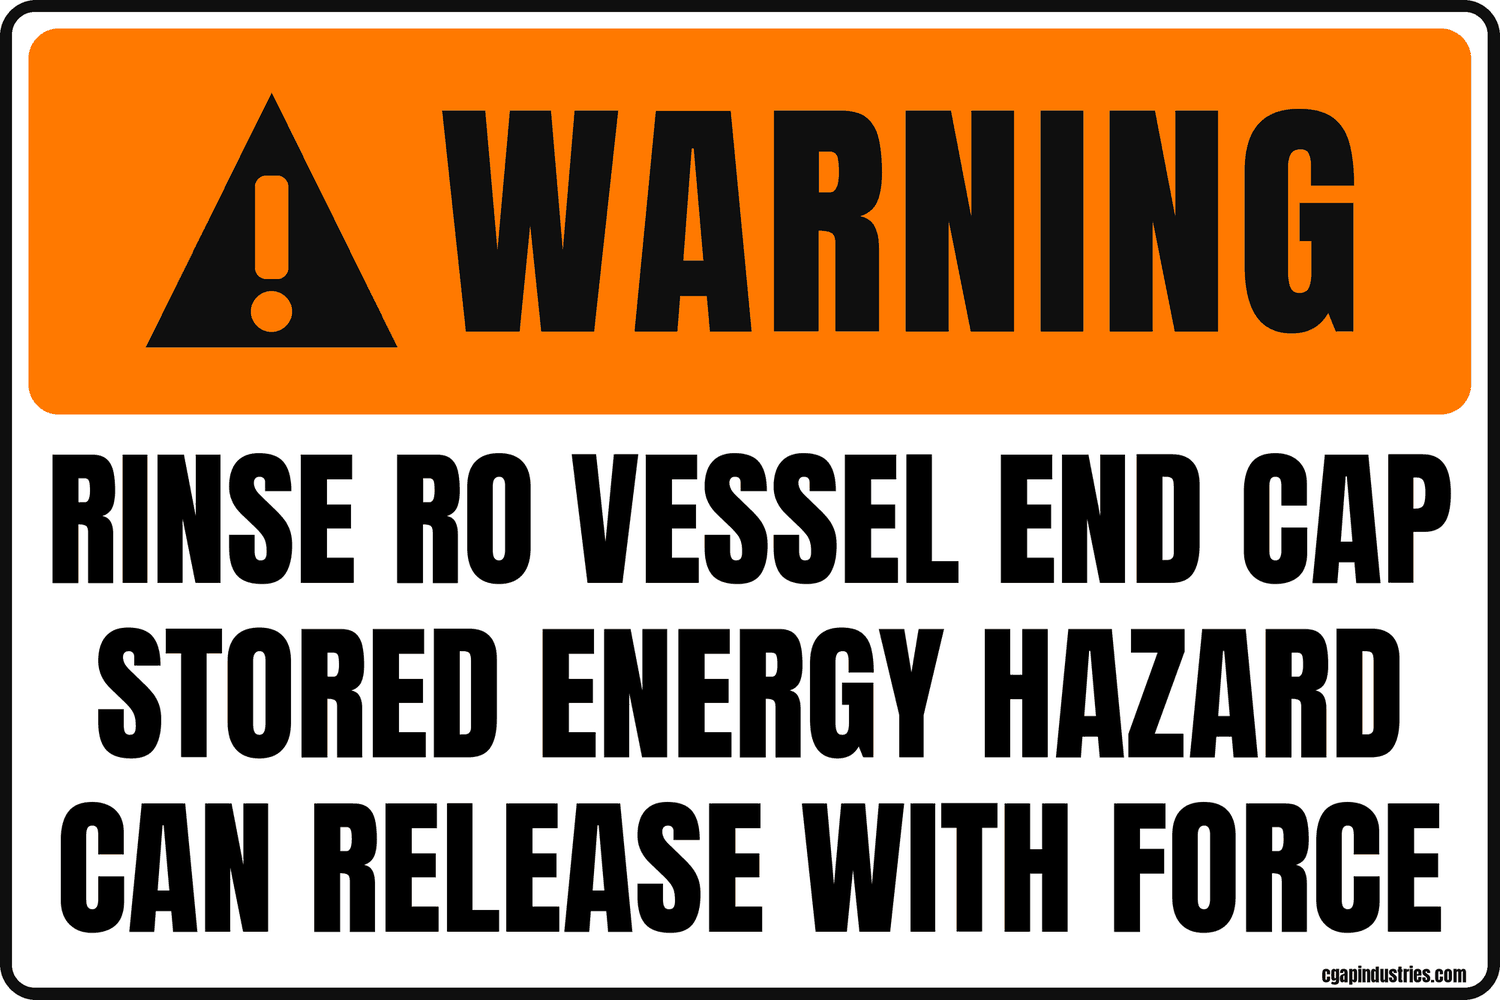 WARNING
RINSE RO VESSEL END CAP
STORED ENERGY HAZARD
CAN RELEASE WITH FORCE
cgapindustries.com